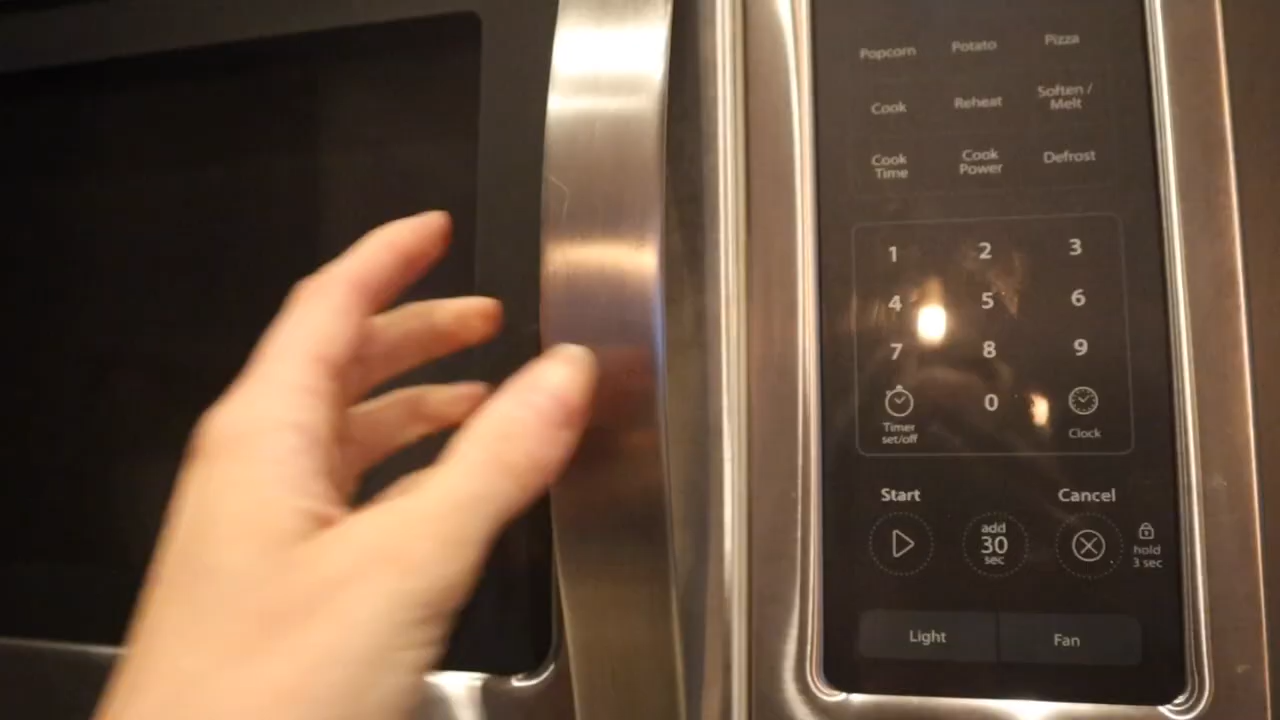 Popcorn Potato Pizza
Cook Reheat Soften /
Melt
Cook
Time
Cook
Power
Defrost
1 2 3
4 5 6
7 8 9
0
Timer
set/off
Clock
Start Cancel
add
30
sec
hold
3 sec
Light Fan